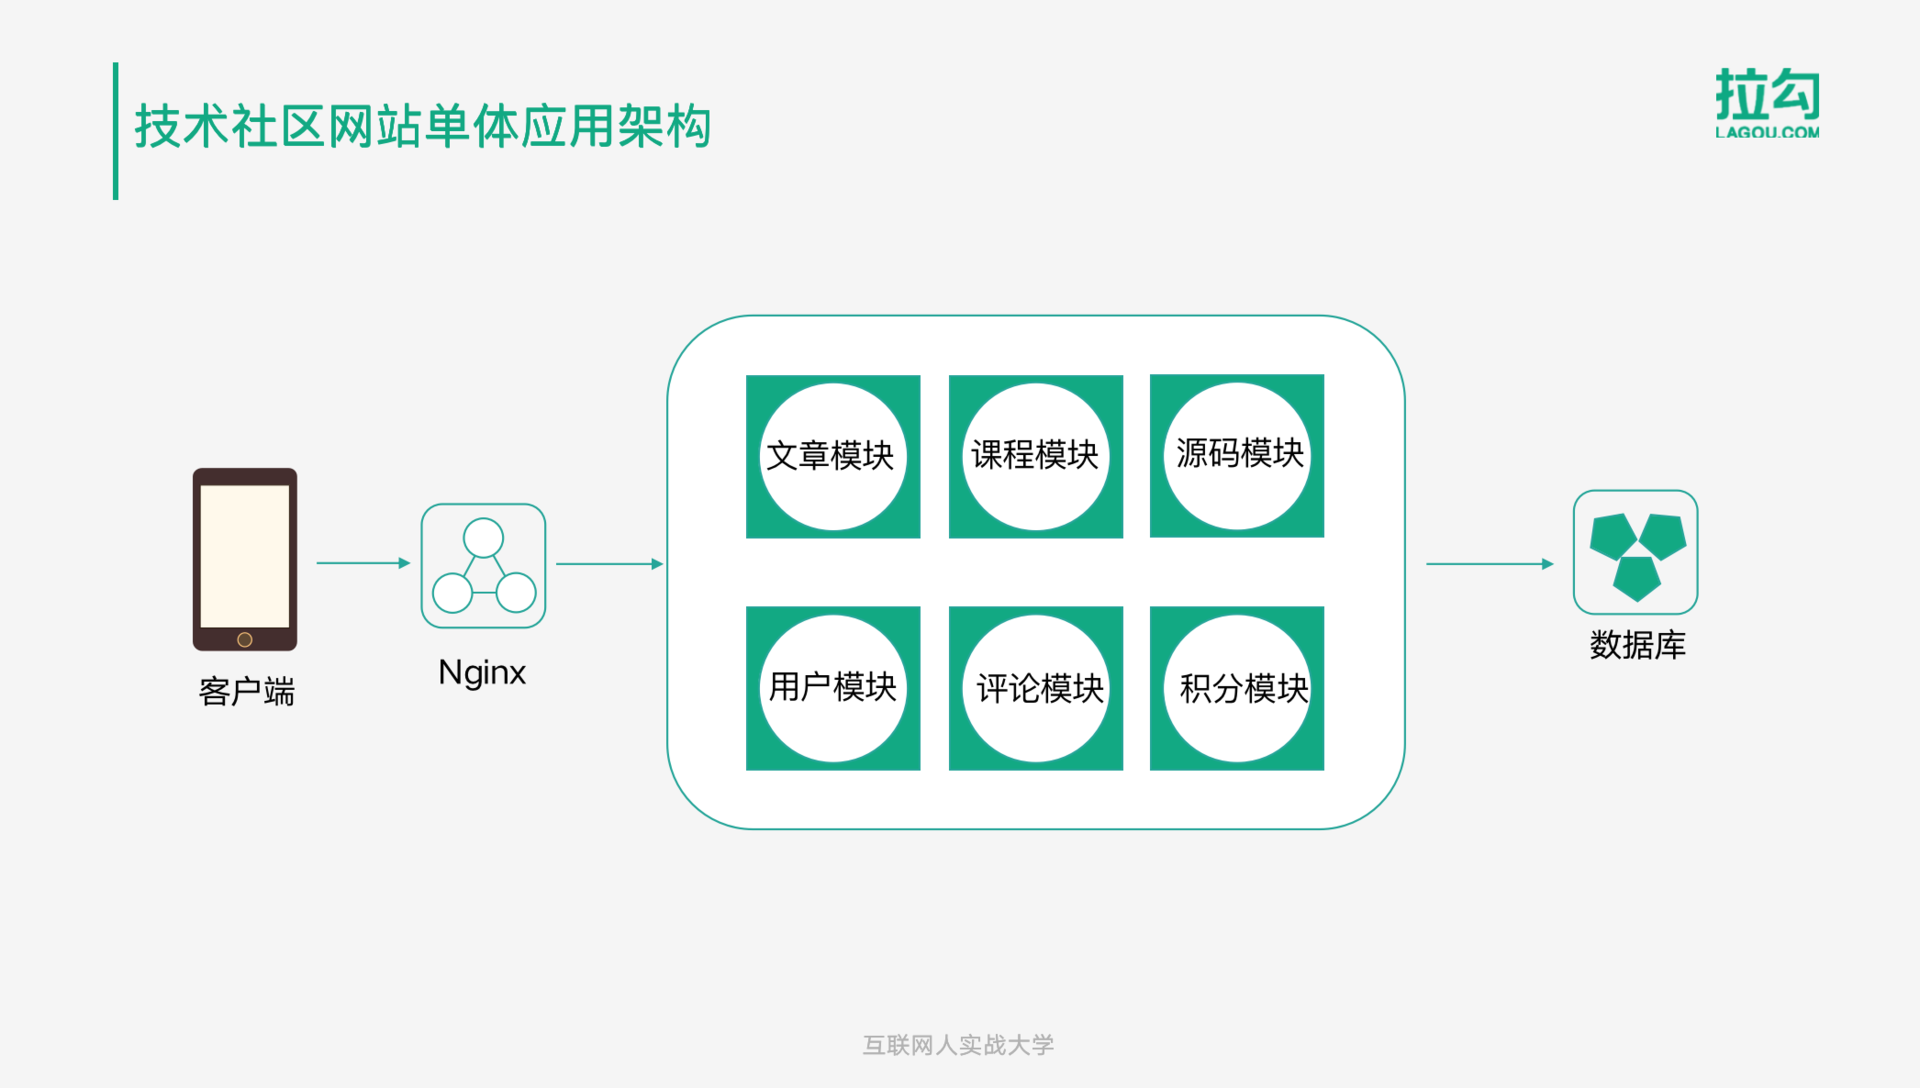 技术社区网站单体应用架构
拉勾
LAGOU.COM
文章模块
课程模块
源码模块
用户模块
评论模块
积分模块
客户端
Nginx
数据库
互联网人实战大学